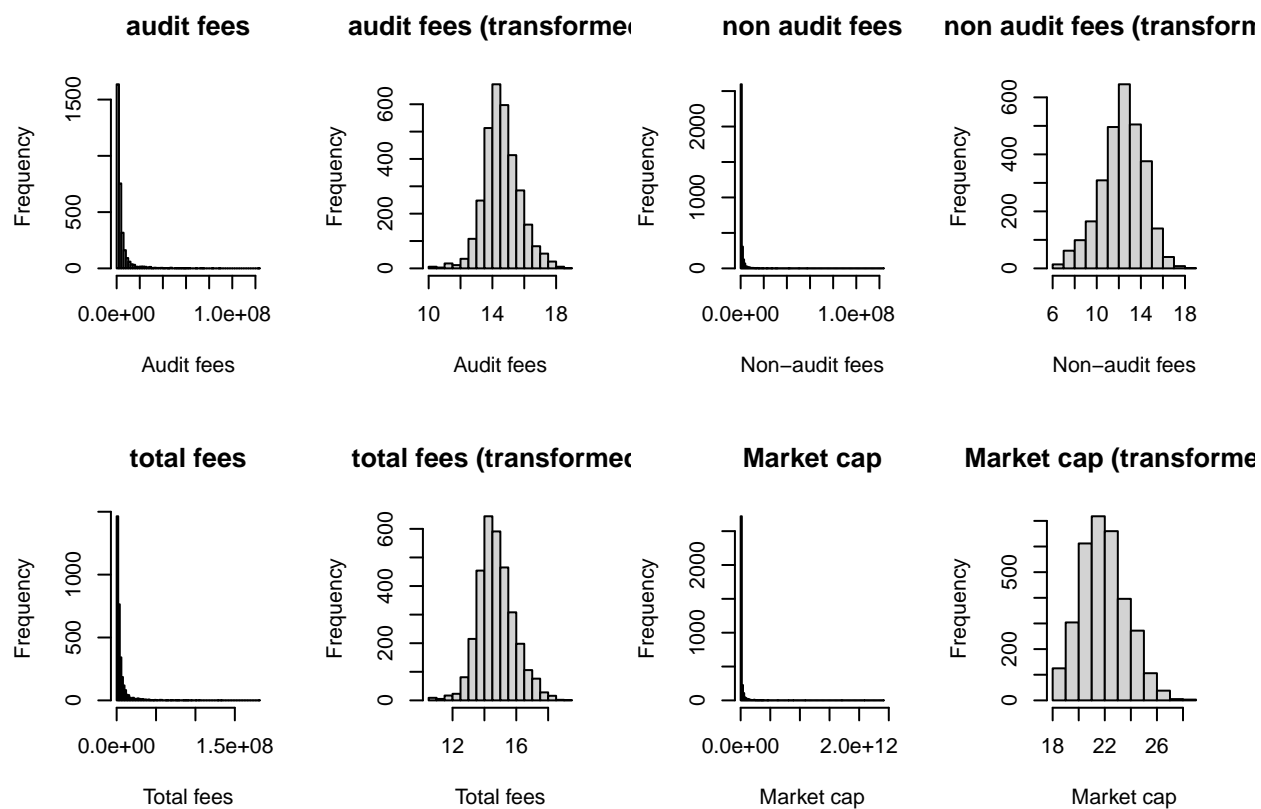 audit fees
Frequency
1500
500
0
0.0e+00 1.0e+08
Audit fees
audit fees (transformed
Frequency
600
400
200
0
10 14 18
Audit fees
non audit fees
Frequency
2000
1000
0
0.0e+00 1.0e+08
Non−audit fees
non audit fees (transform
Frequency
600
400
200
0
6 10 14 18
Non−audit fees
total fees
Frequency
1000
500
0
0.0e+00 1.5e+08
Total fees
total fees (transformed
Frequency
600
400
200
0
12 16
Total fees
Market cap
Frequency
2000
1000
0
0.0e+00 2.0e+12
Market cap
Market cap (transforme
Frequency
500
200
0
18 22 26
Market cap